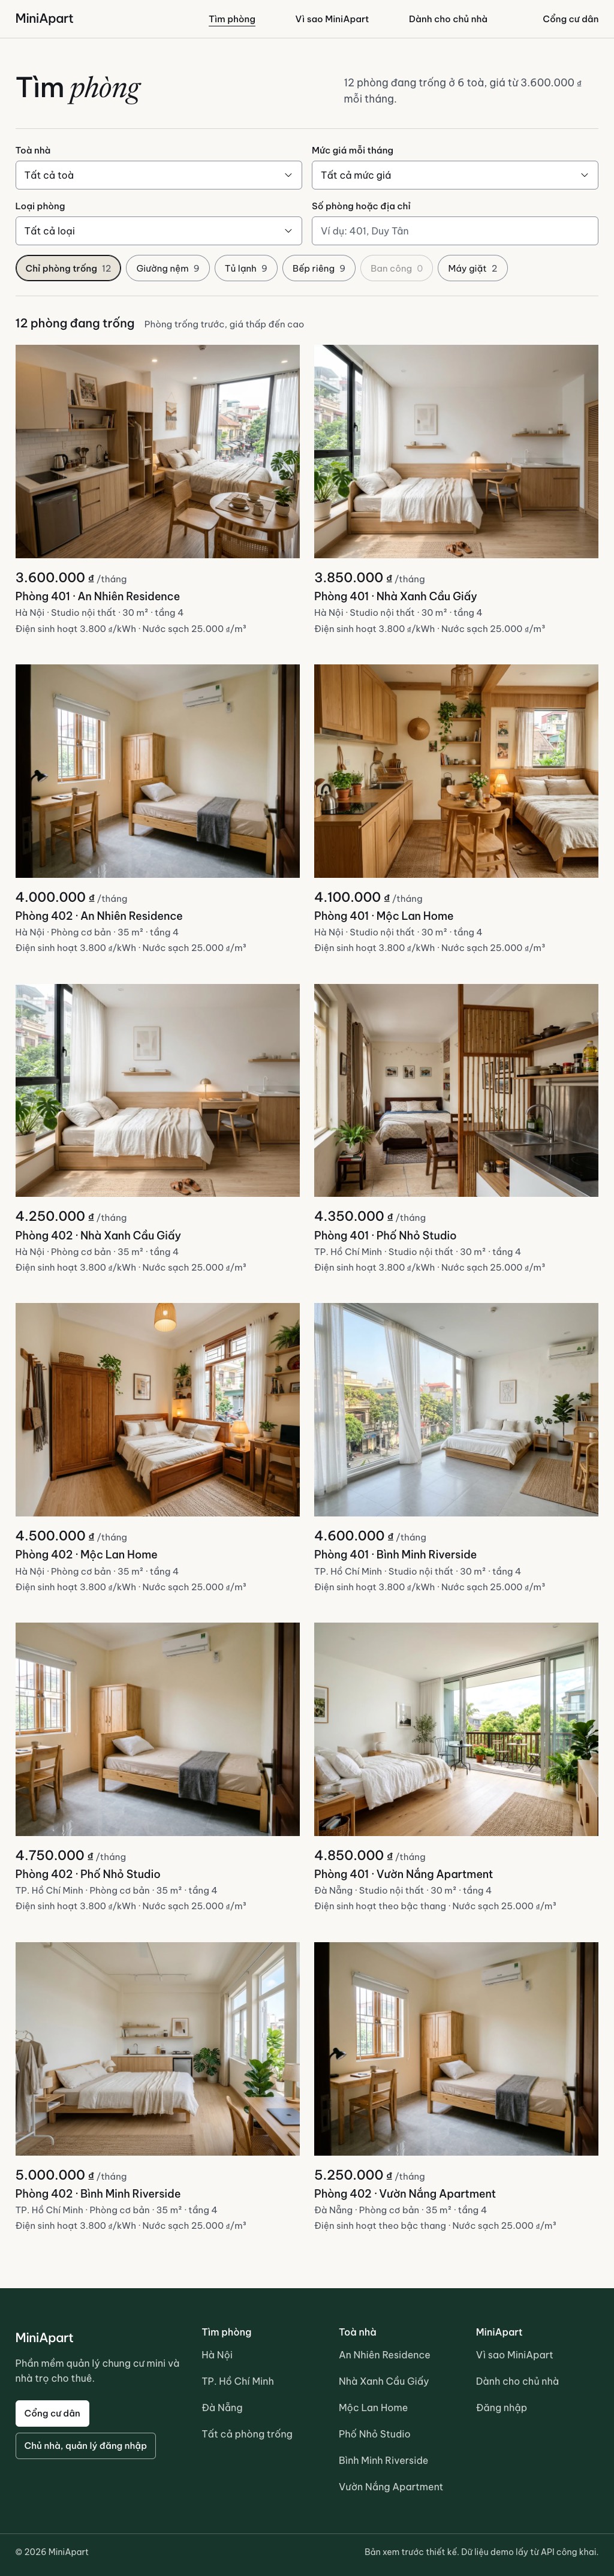 MiniApart
Tìm phòng
Vì sao MiniApart
Dành cho chủ nhà
Cổng cư dân
Tìm phòng
12 phòng đang trống ở 6 toà, giá từ 3.600.000 ₫
mỗi tháng.
Toà nhà
Mức giá mỗi tháng
Tất cả toà
Tất cả mức giá
Loại phòng
Số phòng hoặc địa chỉ
Tất cả loại
Ví dụ: 401, Duy Tân
Chỉ phòng trống 12
Giường nệm 9
Tủ lạnh 9
Bếp riêng 9
Ban công 0
Máy giặt 2
12 phòng đang trống
Phòng trống trước, giá thấp đến cao
3.600.000 ₫ /tháng
Phòng 401 · An Nhiên Residence
Hà Nội · Studio nội thất · 30 m² · tầng 4
Điện sinh hoạt 3.800 ₫/kWh · Nước sạch 25.000 ₫/m³
3.850.000 ₫ /tháng
Phòng 401 · Nhà Xanh Cầu Giấy
Hà Nội · Studio nội thất · 30 m² · tầng 4
Điện sinh hoạt 3.800 ₫/kWh · Nước sạch 25.000 ₫/m³
4.000.000 ₫ /tháng
Phòng 402 · An Nhiên Residence
Hà Nội · Phòng cơ bản · 35 m² · tầng 4
Điện sinh hoạt 3.800 ₫/kWh · Nước sạch 25.000 ₫/m³
4.100.000 ₫ /tháng
Phòng 401 · Mộc Lan Home
Hà Nội · Studio nội thất · 30 m² · tầng 4
Điện sinh hoạt 3.800 ₫/kWh · Nước sạch 25.000 ₫/m³
4.250.000 ₫ /tháng
Phòng 402 · Nhà Xanh Cầu Giấy
Hà Nội · Phòng cơ bản · 35 m² · tầng 4
Điện sinh hoạt 3.800 ₫/kWh · Nước sạch 25.000 ₫/m³
4.350.000 ₫ /tháng
Phòng 401 · Phố Nhỏ Studio
TP. Hồ Chí Minh · Studio nội thất · 30 m² · tầng 4
Điện sinh hoạt 3.800 ₫/kWh · Nước sạch 25.000 ₫/m³
4.500.000 ₫ /tháng
Phòng 402 · Mộc Lan Home
Hà Nội · Phòng cơ bản · 35 m² · tầng 4
Điện sinh hoạt 3.800 ₫/kWh · Nước sạch 25.000 ₫/m³
4.600.000 ₫ /tháng
Phòng 401 · Bình Minh Riverside
TP. Hồ Chí Minh · Studio nội thất · 30 m² · tầng 4
Điện sinh hoạt 3.800 ₫/kWh · Nước sạch 25.000 ₫/m³
4.750.000 ₫ /tháng
Phòng 402 · Phố Nhỏ Studio
TP. Hồ Chí Minh · Phòng cơ bản · 35 m² · tầng 4
Điện sinh hoạt 3.800 ₫/kWh · Nước sạch 25.000 ₫/m³
4.850.000 ₫ /tháng
Phòng 401 · Vườn Nắng Apartment
Đà Nẵng · Studio nội thất · 30 m² · tầng 4
Điện sinh hoạt theo bậc thang · Nước sạch 25.000 ₫/m³
5.000.000 ₫ /tháng
Phòng 402 · Bình Minh Riverside
TP. Hồ Chí Minh · Phòng cơ bản · 35 m² · tầng 4
Điện sinh hoạt 3.800 ₫/kWh · Nước sạch 25.000 ₫/m³
5.250.000 ₫ /tháng
Phòng 402 · Vườn Nắng Apartment
Đà Nẵng · Phòng cơ bản · 35 m² · tầng 4
Điện sinh hoạt theo bậc thang · Nước sạch 25.000 ₫/m³
MiniApart
Phần mềm quản lý chung cư mini và
nhà trọ cho thuê.
Cổng cư dân
Chủ nhà, quản lý đăng nhập
Tìm phòng
Hà Nội
TP. Hồ Chí Minh
Đà Nẵng
Tất cả phòng trống
Toà nhà
An Nhiên Residence
Nhà Xanh Cầu Giấy
Mộc Lan Home
Phố Nhỏ Studio
Bình Minh Riverside
Vườn Nắng Apartment
MiniApart
Vì sao MiniApart
Dành cho chủ nhà
Đăng nhập
© 2026 MiniApart
Bản xem trước thiết kế. Dữ liệu demo lấy từ API công khai.